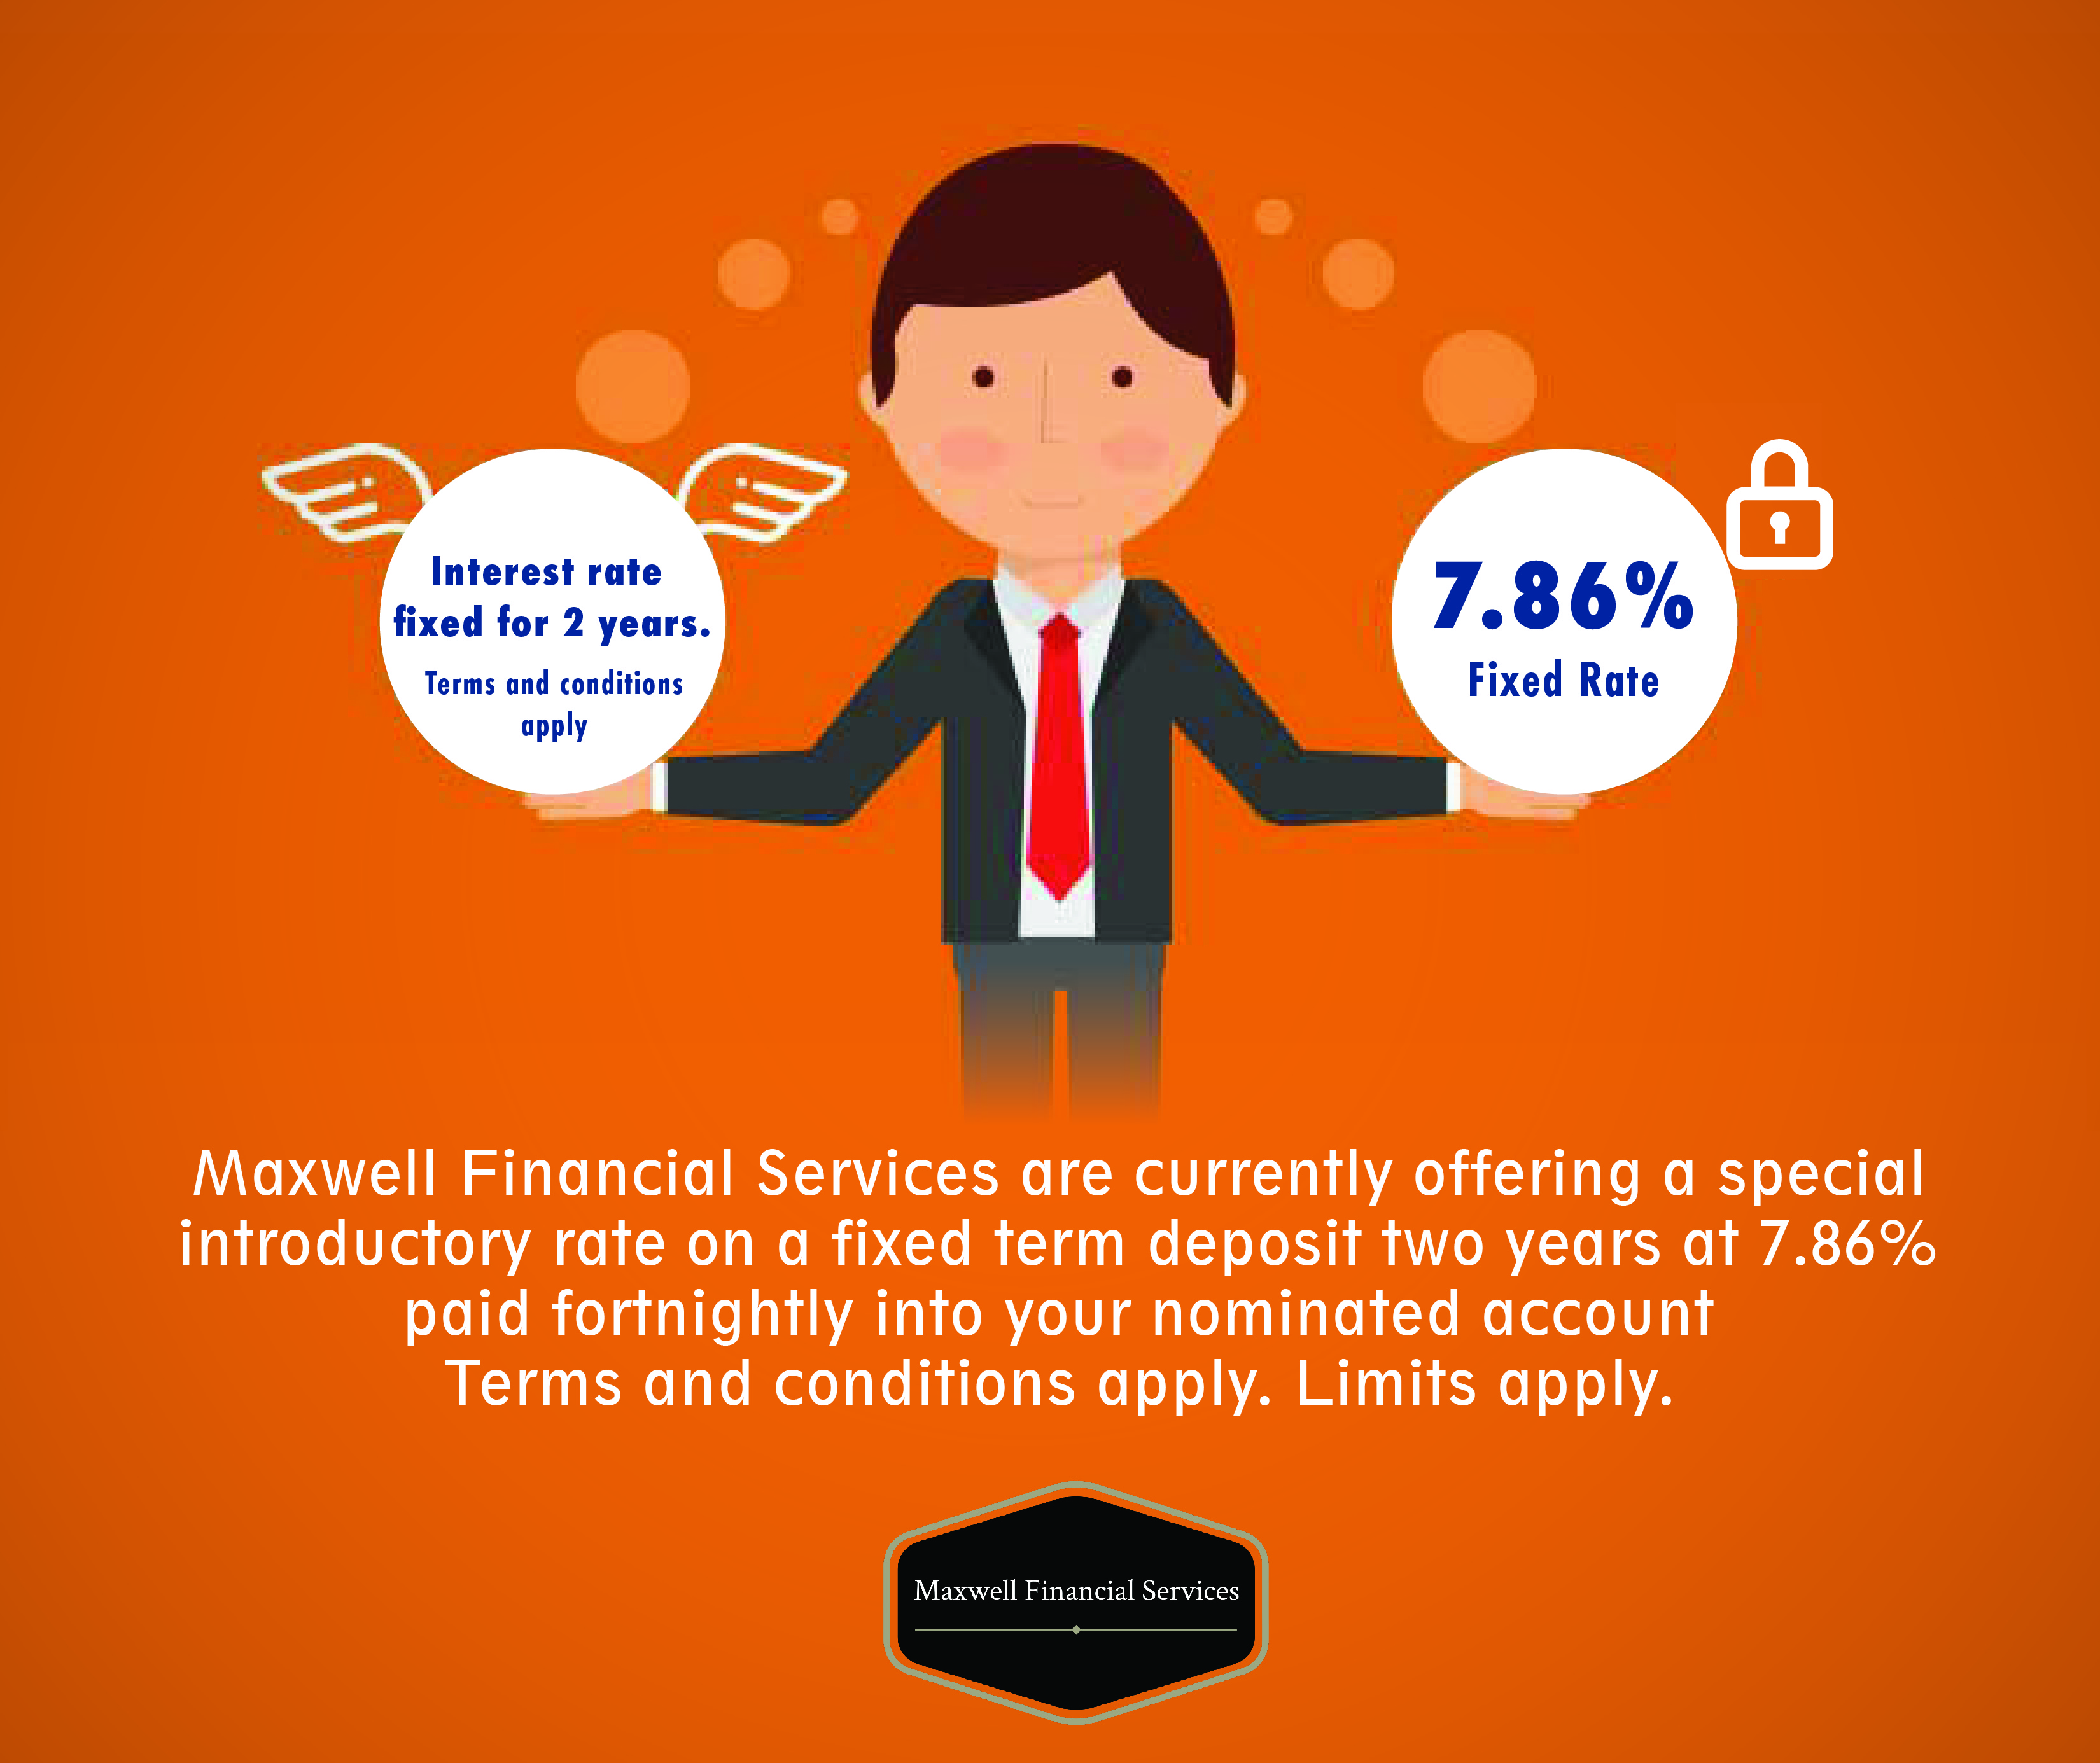 Interest rate
fixed for 2 years.
Terms and conditions
apply
7.86%
Fixed Rate
Maxwell Financial Services are currently offering a special
introductory rate on a fixed term deposit two years at 7.86%
paid fortnightly into your nominated account
Terms and conditions apply. Limits apply.
Maxwell Financial Services